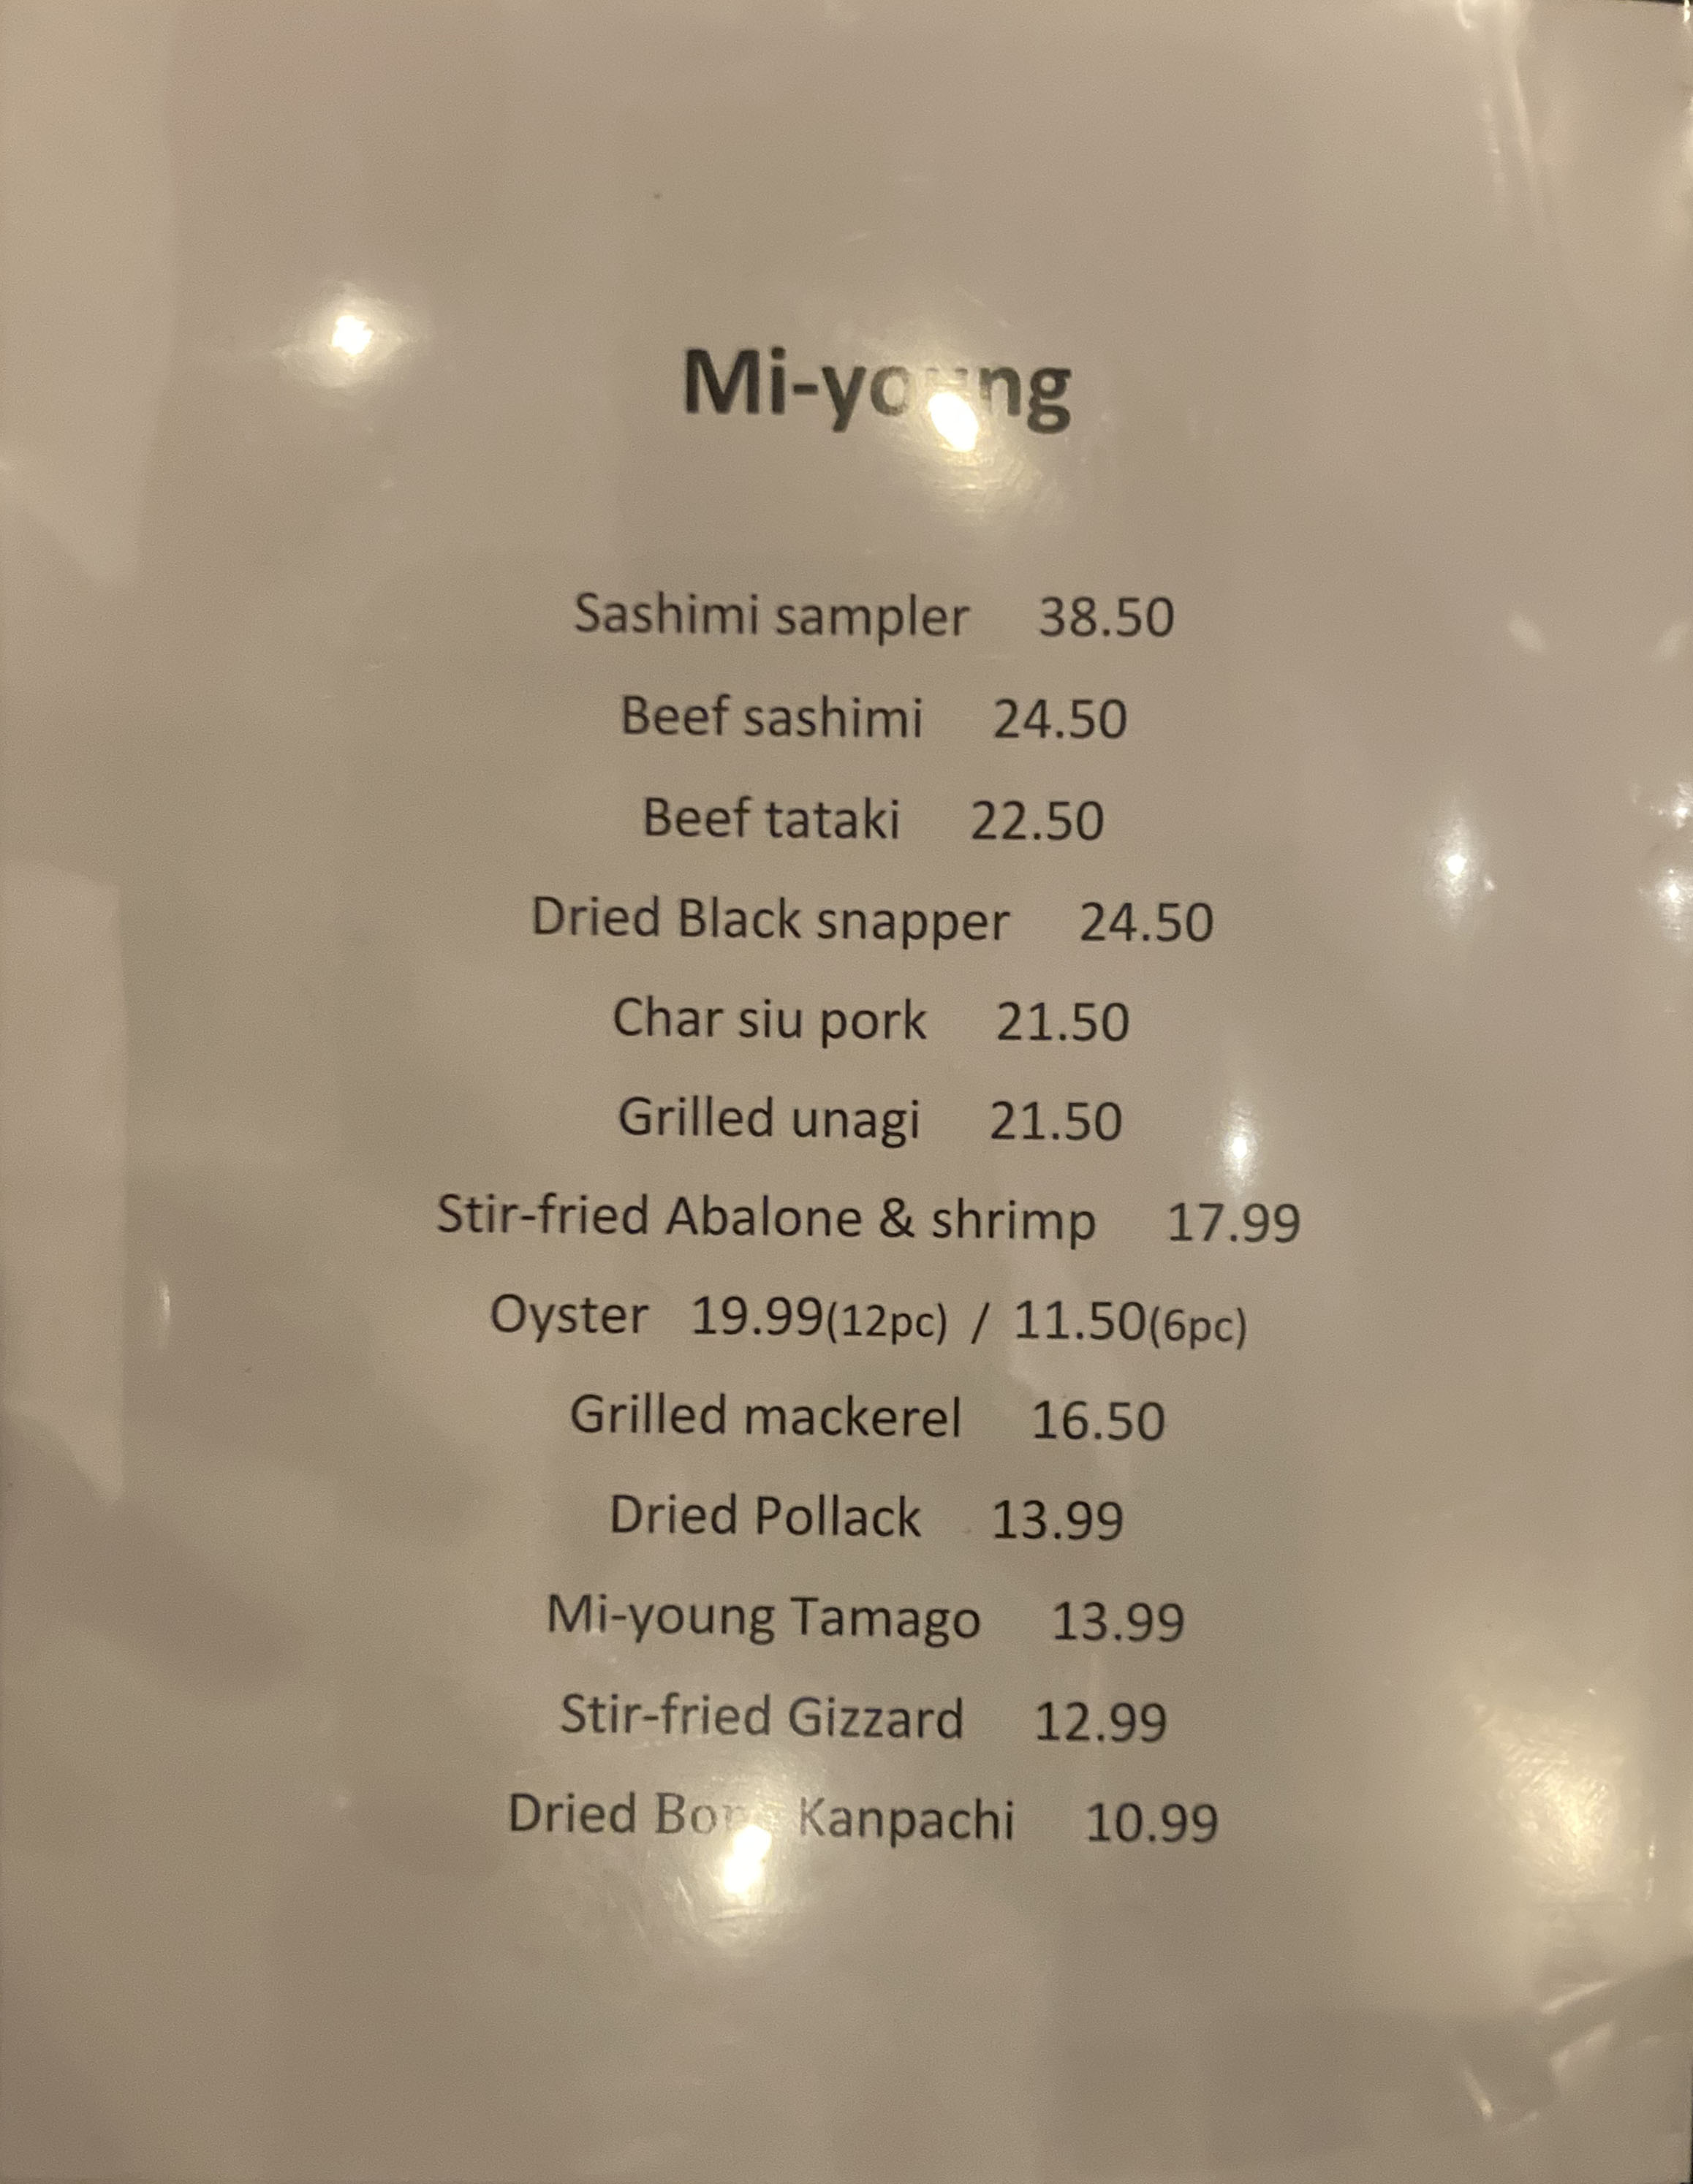 Mi-young
Sashimi sampler 38.50
Beef sashimi 24.50
Beef tataki 22.50
Dried Black snapper 24.50
Char siu pork 21.50
Grilled unagi 21.50
Stir-fried Abalone & shrimp 17.99
Oyster 19.99(12pc) / 11.50(6pc)
Grilled mackerel 16.50
Dried Pollack 13.99
Mi-young Tamago 13.99
Stir-fried Gizzard 12.99
Dried Kanpachi 10.99